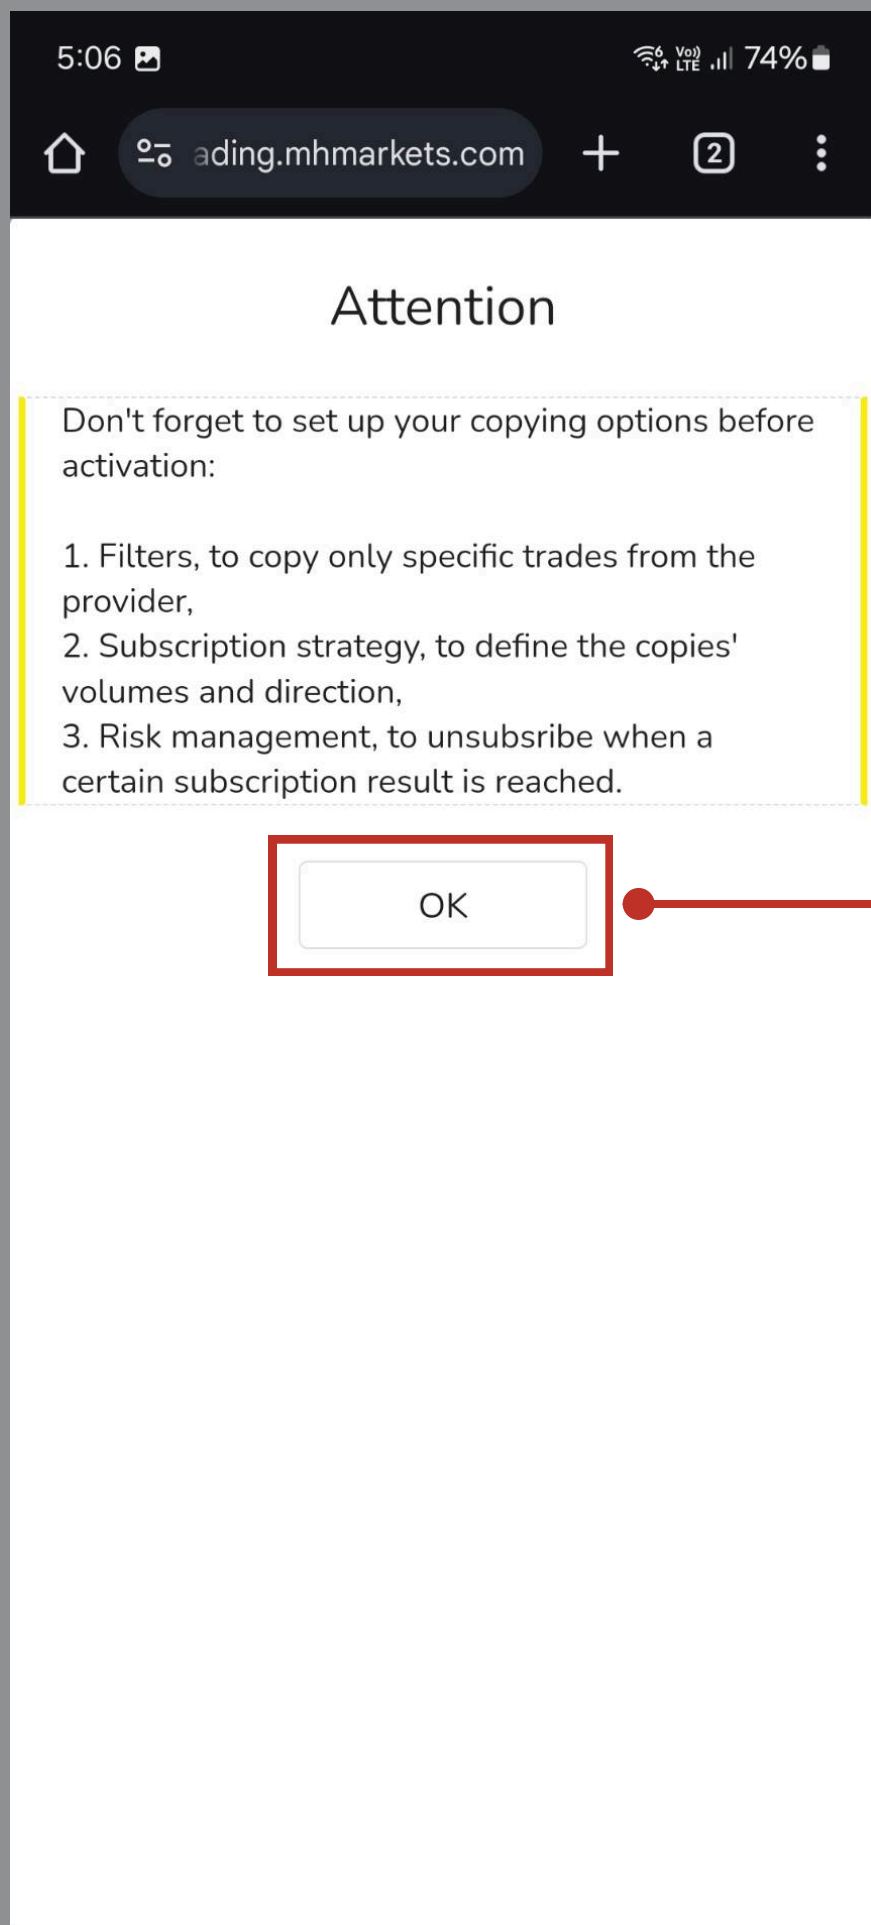 5:06
Vo)) LTE 74%
ading.mhmarkets.com
2
Attention
Don't forget to set up your copying options before
activation:
1. Filters, to copy only specific trades from the
provider,
2. Subscription strategy, to define the copies'
volumes and direction,
3. Risk management, to unsubsribe when a
certain subscription result is reached.
OK